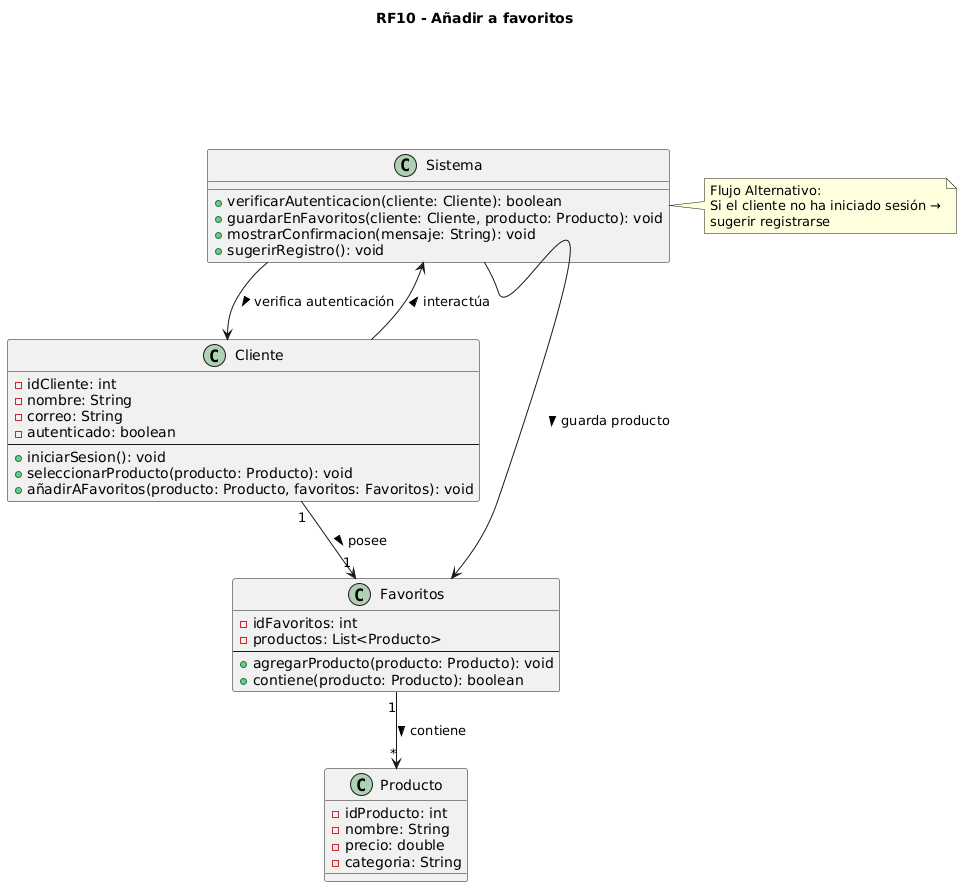 RF10 - Añadir a favoritos
C Sistema
verificarAutenticacion(cliente: Cliente): boolean
guardarEnFavoritos(cliente: Cliente, producto: Producto): void
mostrarConfirmacion(mensaje: String): void
sugerirRegistro(): void
Flujo Alternativo:
Si el cliente no ha iniciado sesión →
sugerir registrarse
verifica autenticación
interactúa
C Cliente
idCliente: int
nombre: String
correo: String
autenticado: boolean
iniciarSesion(): void
seleccionarProducto(producto: Producto): void
añadirAFavoritos(producto: Producto, favoritos: Favoritos): void
guarda producto
1
posee
1
C Favoritos
idFavoritos: int
productos: List<Producto>
agregarProducto(producto: Producto): void
contiene(producto: Producto): boolean
1
contiene
*
C Producto
idProducto: int
nombre: String
precio: double
categoria: String